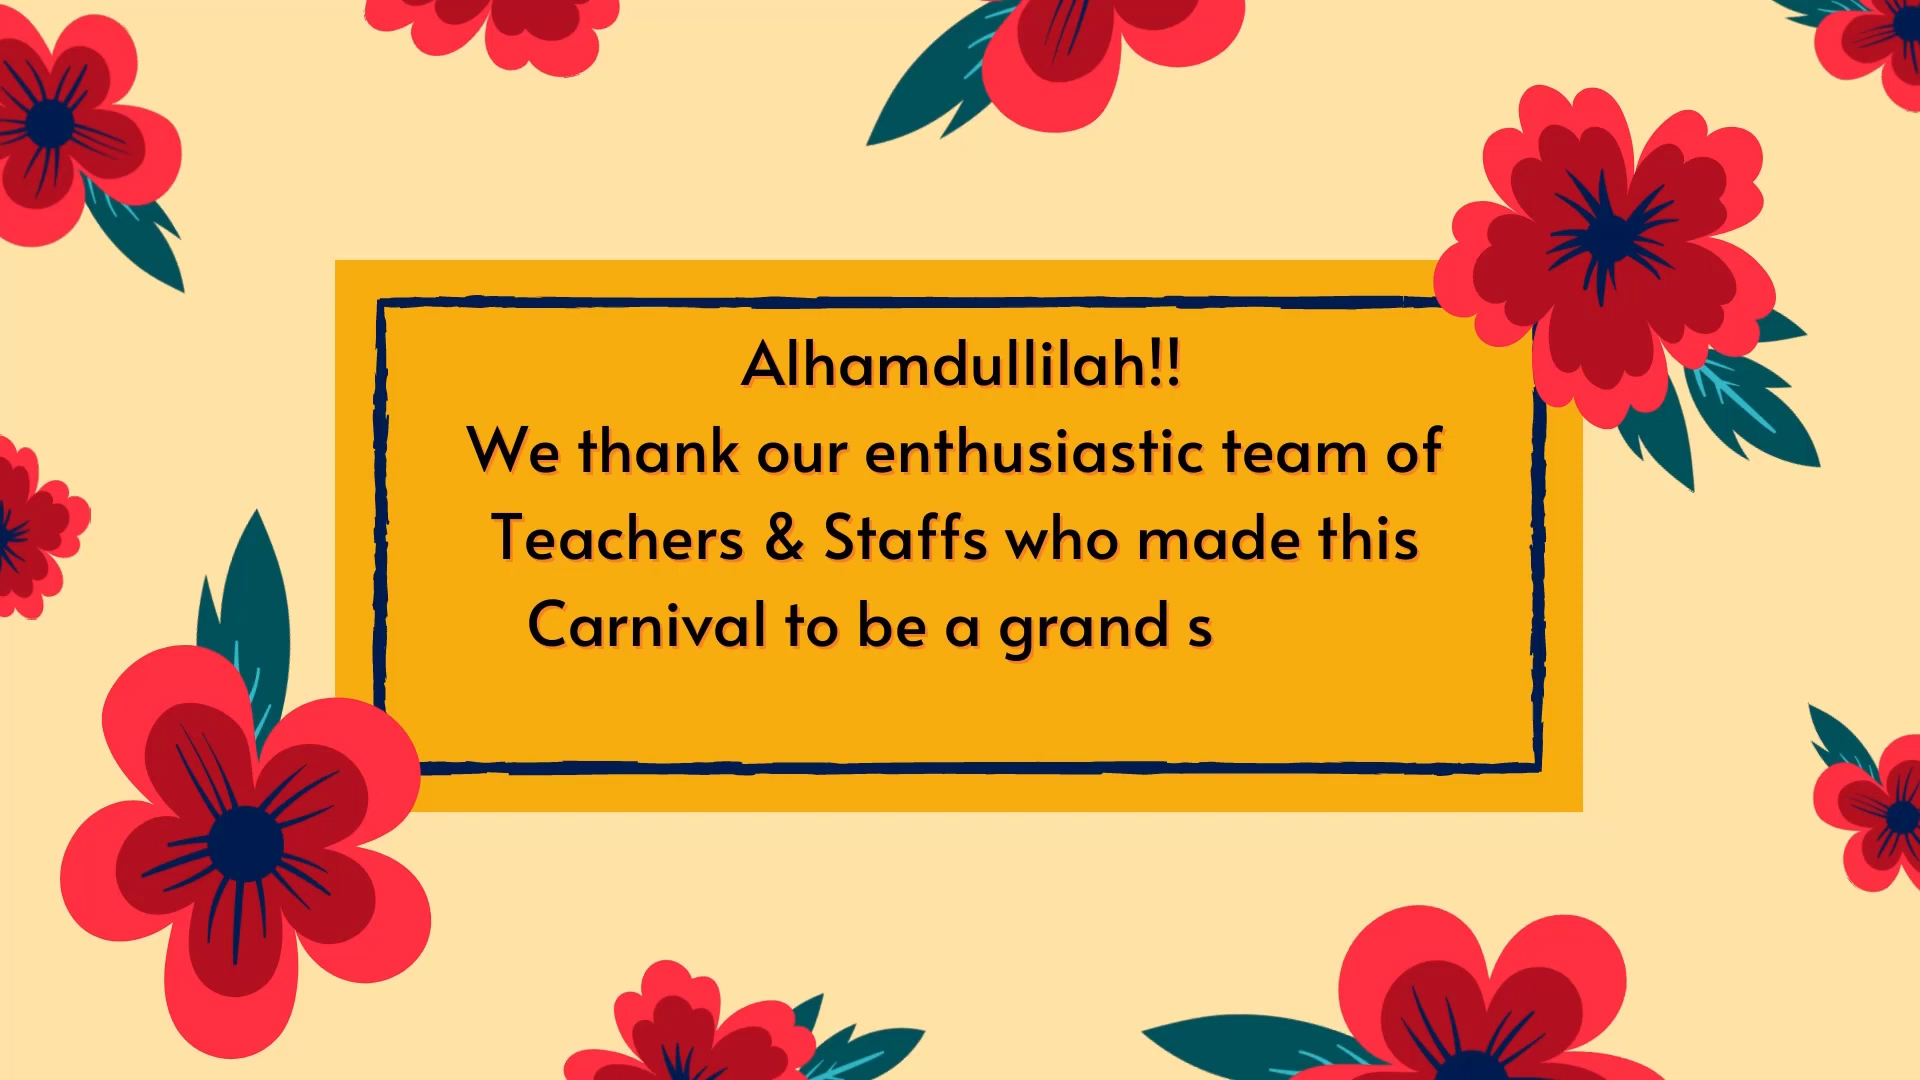 Alhamdullilah!!
We thank our enthusiastic team of
Teachers & Staffs who made this
Carnival to be a grand s